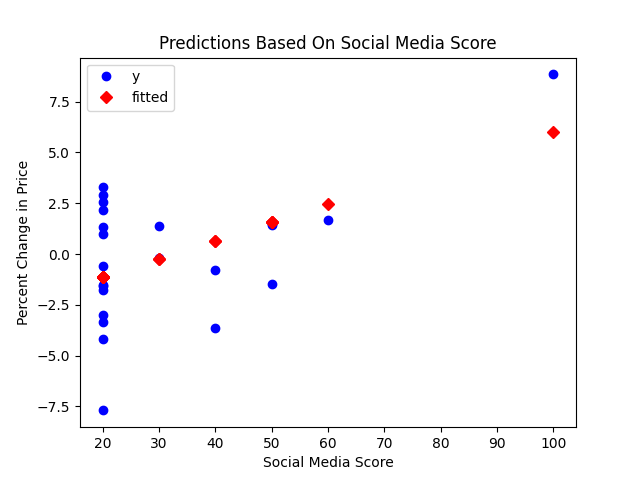 Predictions Based On Social Media Score
y
fitted
7.5
5.0
2.5
0.0
−2.5
−5.0
−7.5
Percent Change in Price
20 30 40 50 60 70 80 90 100
Social Media Score